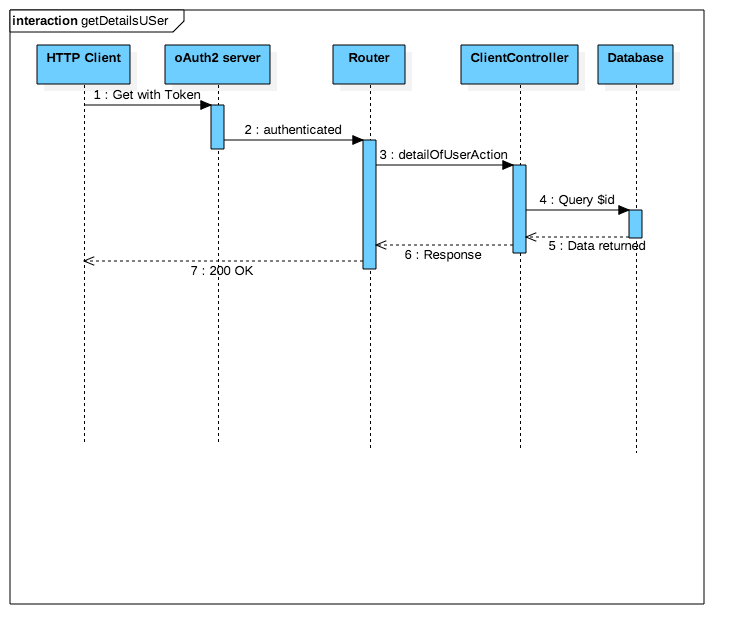 interaction getDetailsUSer
HTTP Client
oAuth2 server
Router
ClientController
Database
1 : Get with Token
2 : authenticated
3 : detailOfUserAction
4 : Query $id
5 : Data returned
6 : Response
7 : 200 OK